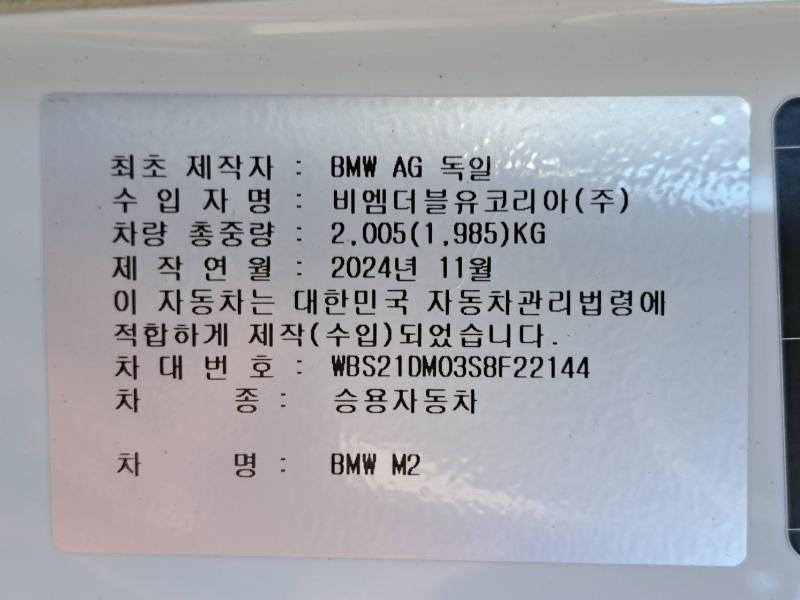 최초 제작자 : BMW AG 독일
수 입 자 명 : 비엠더블유코리아(주)
차량 총중량 : 2,005(1,985)KG
제 작 연 월 : 2024년 11월
이 자동차는 대한민국 자동차관리법령에
적합하게 제작(수입)되었습니다.
차 대 번 호 : WBS21DM03S8F22144
차 종 : 승용자동차
차 명 : BMW M2